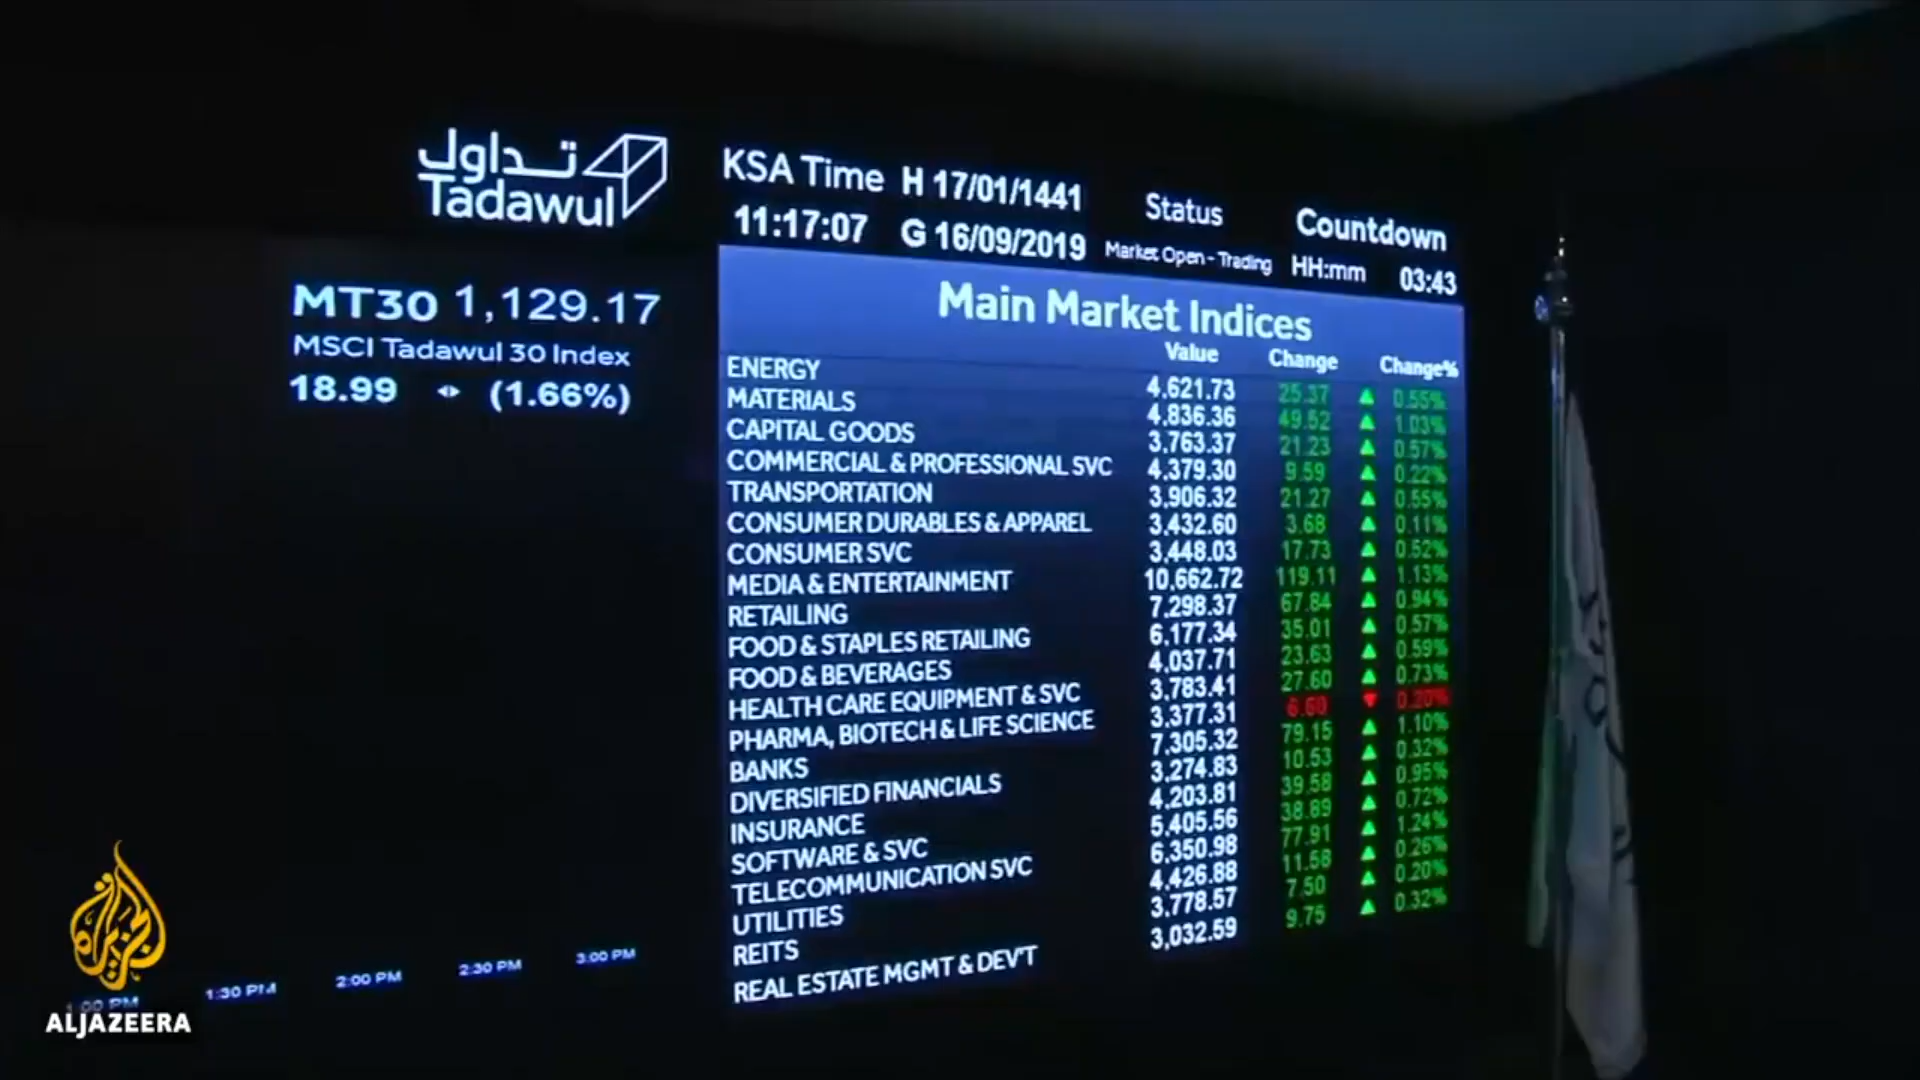 تداول
Tadawul
KSA Time H 17/01/1441 Status Countdown
11:17:07 G 16/09/2019 Market Open - Trading HH:mm 03:43
MT30 1,129.17
MSCI Tadawul 30 Index
18.99 (1.66%)
Main Market Indices
Value Change Change%
ENERGY 4,621.73 25.37 ▲ 0.55%
MATERIALS 4,836.36 49.52 ▲ 1.03%
CAPITAL GOODS 3,763.37 21.23 ▲ 0.57%
COMMERCIAL & PROFESSIONAL SVC 4,379.30 9.59 ▲ 0.22%
TRANSPORTATION 3,906.32 21.27 ▲ 0.55%
CONSUMER DURABLES & APPAREL 3,432.60 3.68 ▲ 0.11%
CONSUMER SVC 3,448.03 17.73 ▲ 0.52%
MEDIA & ENTERTAINMENT 10,662.72 119.11 ▲ 1.13%
RETAILING 7,298.37 67.84 ▲ 0.94%
FOOD & STAPLES RETAILING 6,177.34 35.01 ▲ 0.57%
FOOD & BEVERAGES 4,037.71 23.63 ▲ 0.59%
HEALTH CARE EQUIPMENT & SVC 3,783.41 27.60 ▲ 0.73%
PHARMA, BIOTECH & LIFE SCIENCE 3,377.31 6.60 ▼ 0.20%
BANKS 7,305.32 79.15 ▲ 1.10%
DIVERSIFIED FINANCIALS 3,274.83 10.53 ▲ 0.32%
INSURANCE 4,203.81 39.58 ▲ 0.95%
SOFTWARE & SVC 5,405.56 38.89 ▲ 0.72%
TELECOMMUNICATION SVC 6,350.98 77.91 ▲ 1.24%
UTILITIES 4,426.88 11.58 ▲ 0.26%
REITS 3,778.57 7.50 ▲ 0.20%
REAL ESTATE MGMT & DEV'T 3,032.59 9.75 ▲ 0.32%
1:00 PM 1:30 PM 2:00 PM 2:30 PM 3:00 PM
الجزيرة
ALJAZEERA